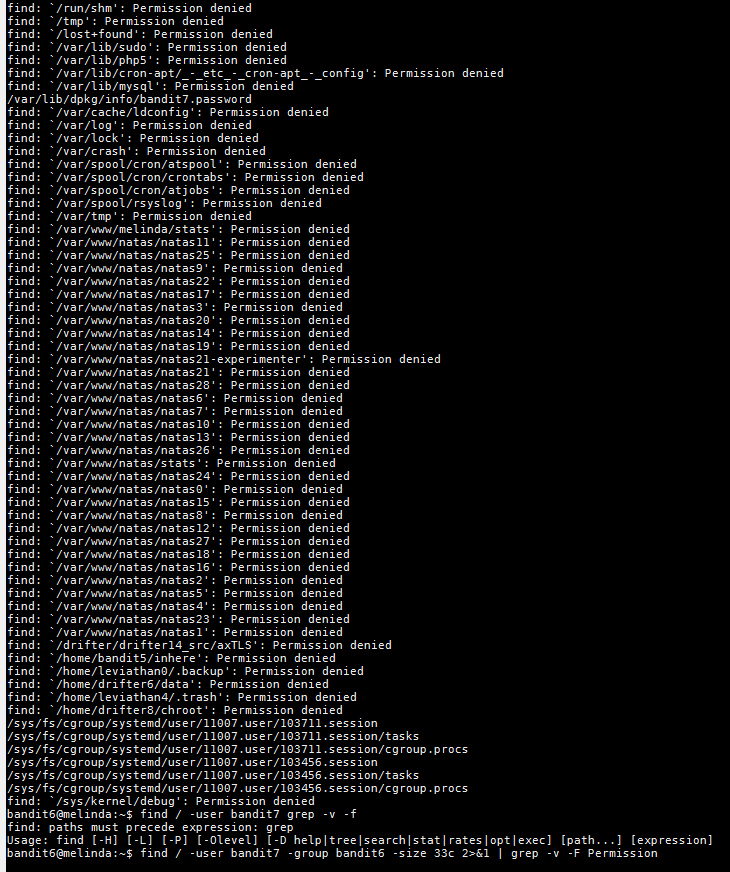 find: `/run/shm': Permission denied
find: `/tmp': Permission denied
find: `/lost+found': Permission denied
find: `/var/lib/sudo': Permission denied
find: `/var/lib/php5': Permission denied
find: `/var/lib/cron-apt/_-_etc_-_cron-apt_-_config': Permission denied
find: `/var/lib/mysql': Permission denied
/var/lib/dpkg/info/bandit7.password
find: `/var/cache/ldconfig': Permission denied
find: `/var/log': Permission denied
find: `/var/lock': Permission denied
find: `/var/crash': Permission denied
find: `/var/spool/cron/atspool': Permission denied
find: `/var/spool/cron/crontabs': Permission denied
find: `/var/spool/cron/atjobs': Permission denied
find: `/var/spool/rsyslog': Permission denied
find: `/var/tmp': Permission denied
find: `/var/www/melinda/stats': Permission denied
find: `/var/www/natas/natas11': Permission denied
find: `/var/www/natas/natas25': Permission denied
find: `/var/www/natas/natas9': Permission denied
find: `/var/www/natas/natas22': Permission denied
find: `/var/www/natas/natas17': Permission denied
find: `/var/www/natas/natas3': Permission denied
find: `/var/www/natas/natas20': Permission denied
find: `/var/www/natas/natas14': Permission denied
find: `/var/www/natas/natas19': Permission denied
find: `/var/www/natas/natas21-experimenter': Permission denied
find: `/var/www/natas/natas21': Permission denied
find: `/var/www/natas/natas28': Permission denied
find: `/var/www/natas/natas6': Permission denied
find: `/var/www/natas/natas7': Permission denied
find: `/var/www/natas/natas10': Permission denied
find: `/var/www/natas/natas13': Permission denied
find: `/var/www/natas/natas26': Permission denied
find: `/var/www/natas/stats': Permission denied
find: `/var/www/natas/natas24': Permission denied
find: `/var/www/natas/natas0': Permission denied
find: `/var/www/natas/natas15': Permission denied
find: `/var/www/natas/natas8': Permission denied
find: `/var/www/natas/natas12': Permission denied
find: `/var/www/natas/natas27': Permission denied
find: `/var/www/natas/natas18': Permission denied
find: `/var/www/natas/natas16': Permission denied
find: `/var/www/natas/natas2': Permission denied
find: `/var/www/natas/natas5': Permission denied
find: `/var/www/natas/natas4': Permission denied
find: `/var/www/natas/natas23': Permission denied
find: `/var/www/natas/natas1': Permission denied
find: `/drifter/drifter14_src/axTLS': Permission denied
find: `/home/bandit5/inhere': Permission denied
find: `/home/leviathan0/.backup': Permission denied
find: `/home/drifter6/data': Permission denied
find: `/home/leviathan4/.trash': Permission denied
find: `/home/drifter8/chroot': Permission denied
/sys/fs/cgroup/systemd/user/11007.user/103711.session
/sys/fs/cgroup/systemd/user/11007.user/103711.session/tasks
/sys/fs/cgroup/systemd/user/11007.user/103711.session/cgroup.procs
/sys/fs/cgroup/systemd/user/11007.user/103456.session
/sys/fs/cgroup/systemd/user/11007.user/103456.session/tasks
/sys/fs/cgroup/systemd/user/11007.user/103456.session/cgroup.procs
find: `/sys/kernel/debug': Permission denied
bandit6@melinda:~$ find / -user bandit7 grep -v -f
find: paths must precede expression: grep
Usage: find [-H] [-L] [-P] [-Olevel] [-D help|tree|search|stat|rates|opt|exec] [path...] [expression]
bandit6@melinda:~$ find / -user bandit7 -group bandit6 -size 33c 2>&1 | grep -v -F Permission